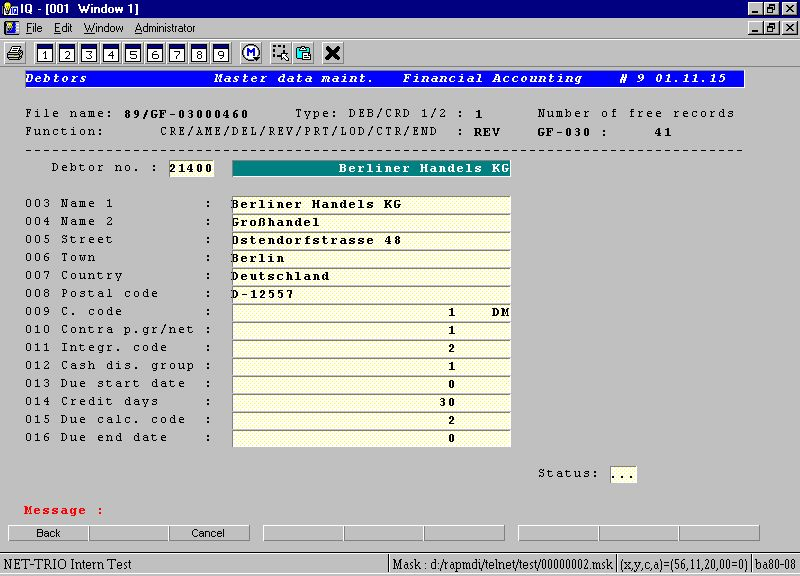 IQ - [001 Window 1]
File Edit Window Administrator
1 2 3 4 5 6 7 8 9 M
Debtors Master data maint. Financial Accounting # 9 01.11.15
File name: 89/GF-03000460 Type: DEB/CRD 1/2 : 1 Number of free records
Function: CRE/AME/DEL/REV/PRT/LOD/CTR/END : REV GF-030 : 41
Debtor no. : 21400 Berliner Handels KG
003 Name 1 : Berliner Handels KG
004 Name 2 : Großhandel
005 Street : Ostendorfstrasse 48
006 Town : Berlin
007 Country : Deutschland
008 Postal code : D-12557
009 C. code : 1 DM
010 Contra p.gr/net : 1
011 Integr. code : 2
012 Cash dis. group : 1
013 Due start date : 0
014 Credit days : 30
015 Due calc. code : 2
016 Due end date : 0
Status: ...
Message :
Back Cancel
NET-TRIO Intern Test Mask : d:/rapmdi/telnet/test/00000002.msk (x,y,c,a)=(56,11,20,00=0) ba80-08